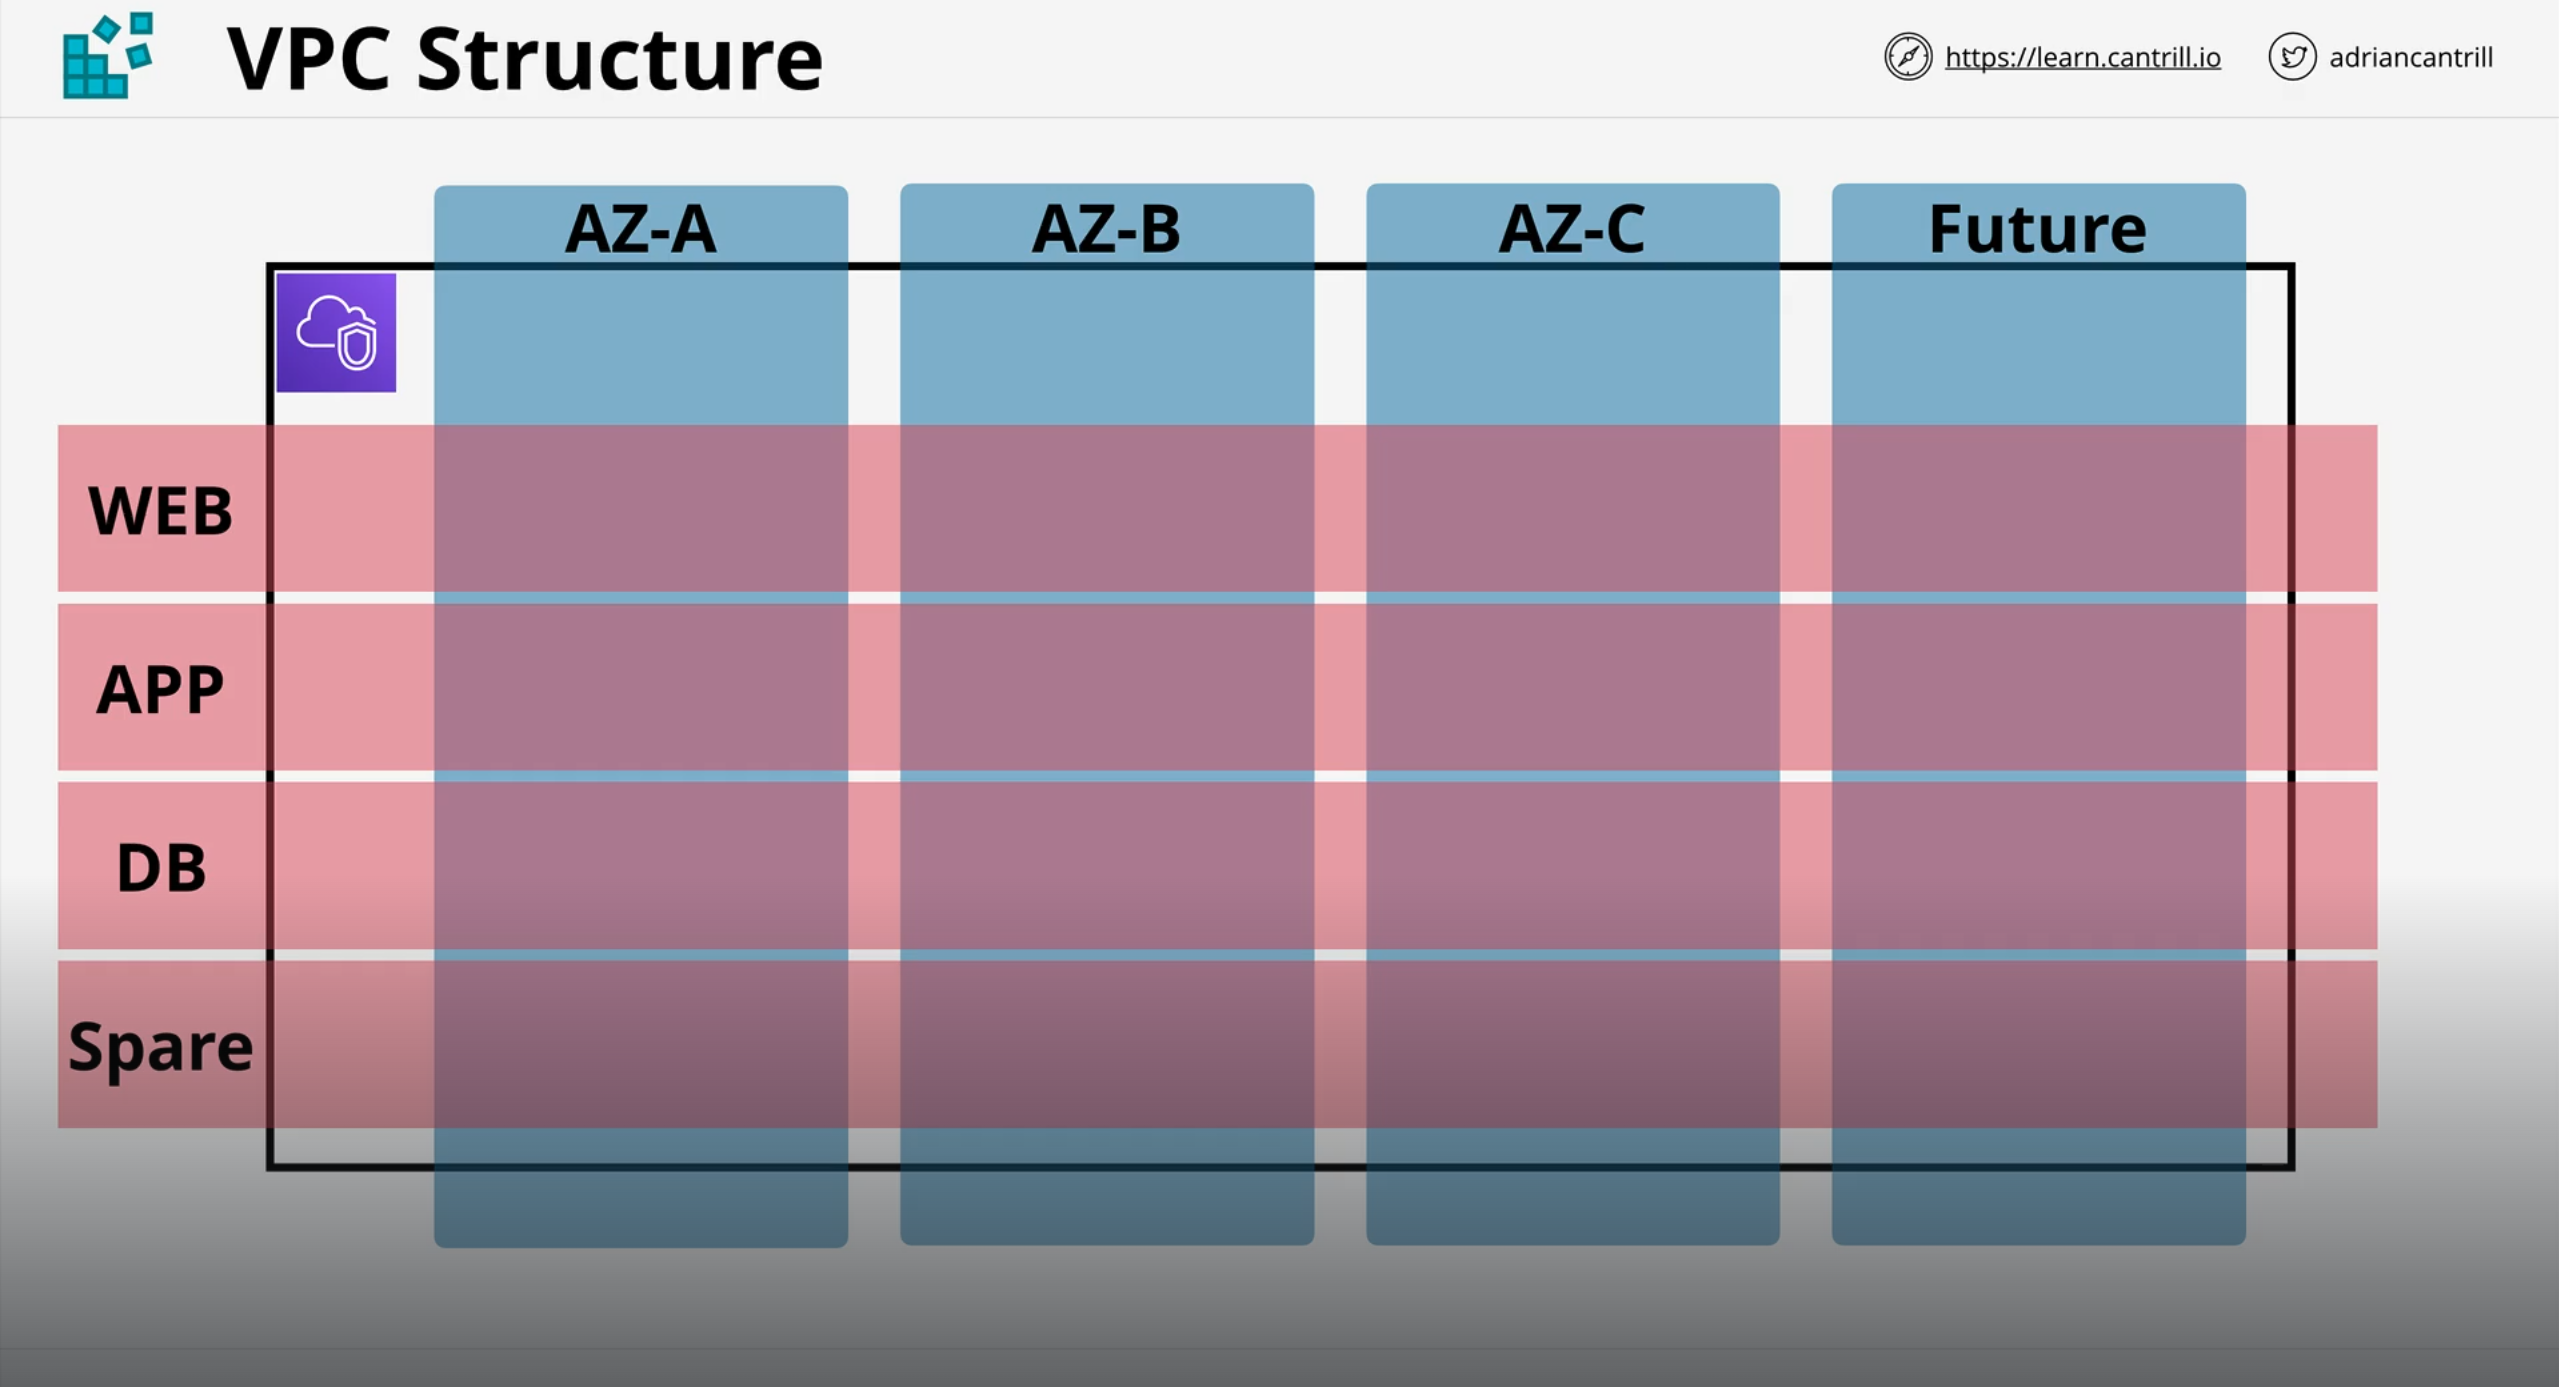 VPC Structure
https://learn.cantrill.io
adriancantrill
AZ-A
AZ-B
AZ-C
Future
WEB
APP
DB
Spare